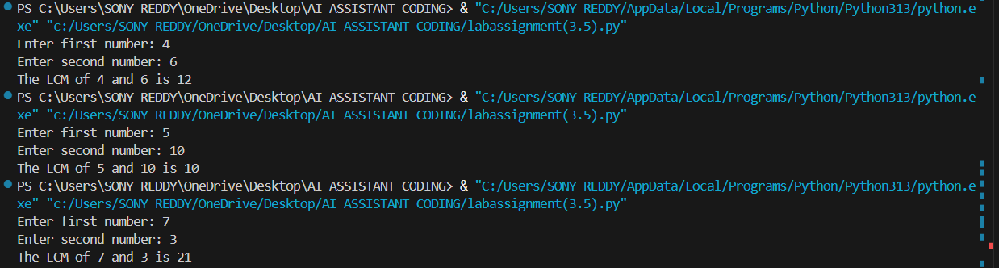 PS C:\Users\SONY REDDY\OneDrive\Desktop\AI ASSISTANT CODING> & "C:/Users/SONY REDDY/AppData/Local/Programs/Python/Python313/python.e
xe" "c:/Users/SONY REDDY/OneDrive/Desktop/AI ASSISTANT CODING/labassignment(3.5).py"
Enter first number: 4
Enter second number: 6
The LCM of 4 and 6 is 12
PS C:\Users\SONY REDDY\OneDrive\Desktop\AI ASSISTANT CODING> & "C:/Users/SONY REDDY/AppData/Local/Programs/Python/Python313/python.e
xe" "c:/Users/SONY REDDY/OneDrive/Desktop/AI ASSISTANT CODING/labassignment(3.5).py"
Enter first number: 5
Enter second number: 10
The LCM of 5 and 10 is 10
PS C:\Users\SONY REDDY\OneDrive\Desktop\AI ASSISTANT CODING> & "C:/Users/SONY REDDY/AppData/Local/Programs/Python/Python313/python.e
xe" "c:/Users/SONY REDDY/OneDrive/Desktop/AI ASSISTANT CODING/labassignment(3.5).py"
Enter first number: 7
Enter second number: 3
The LCM of 7 and 3 is 21